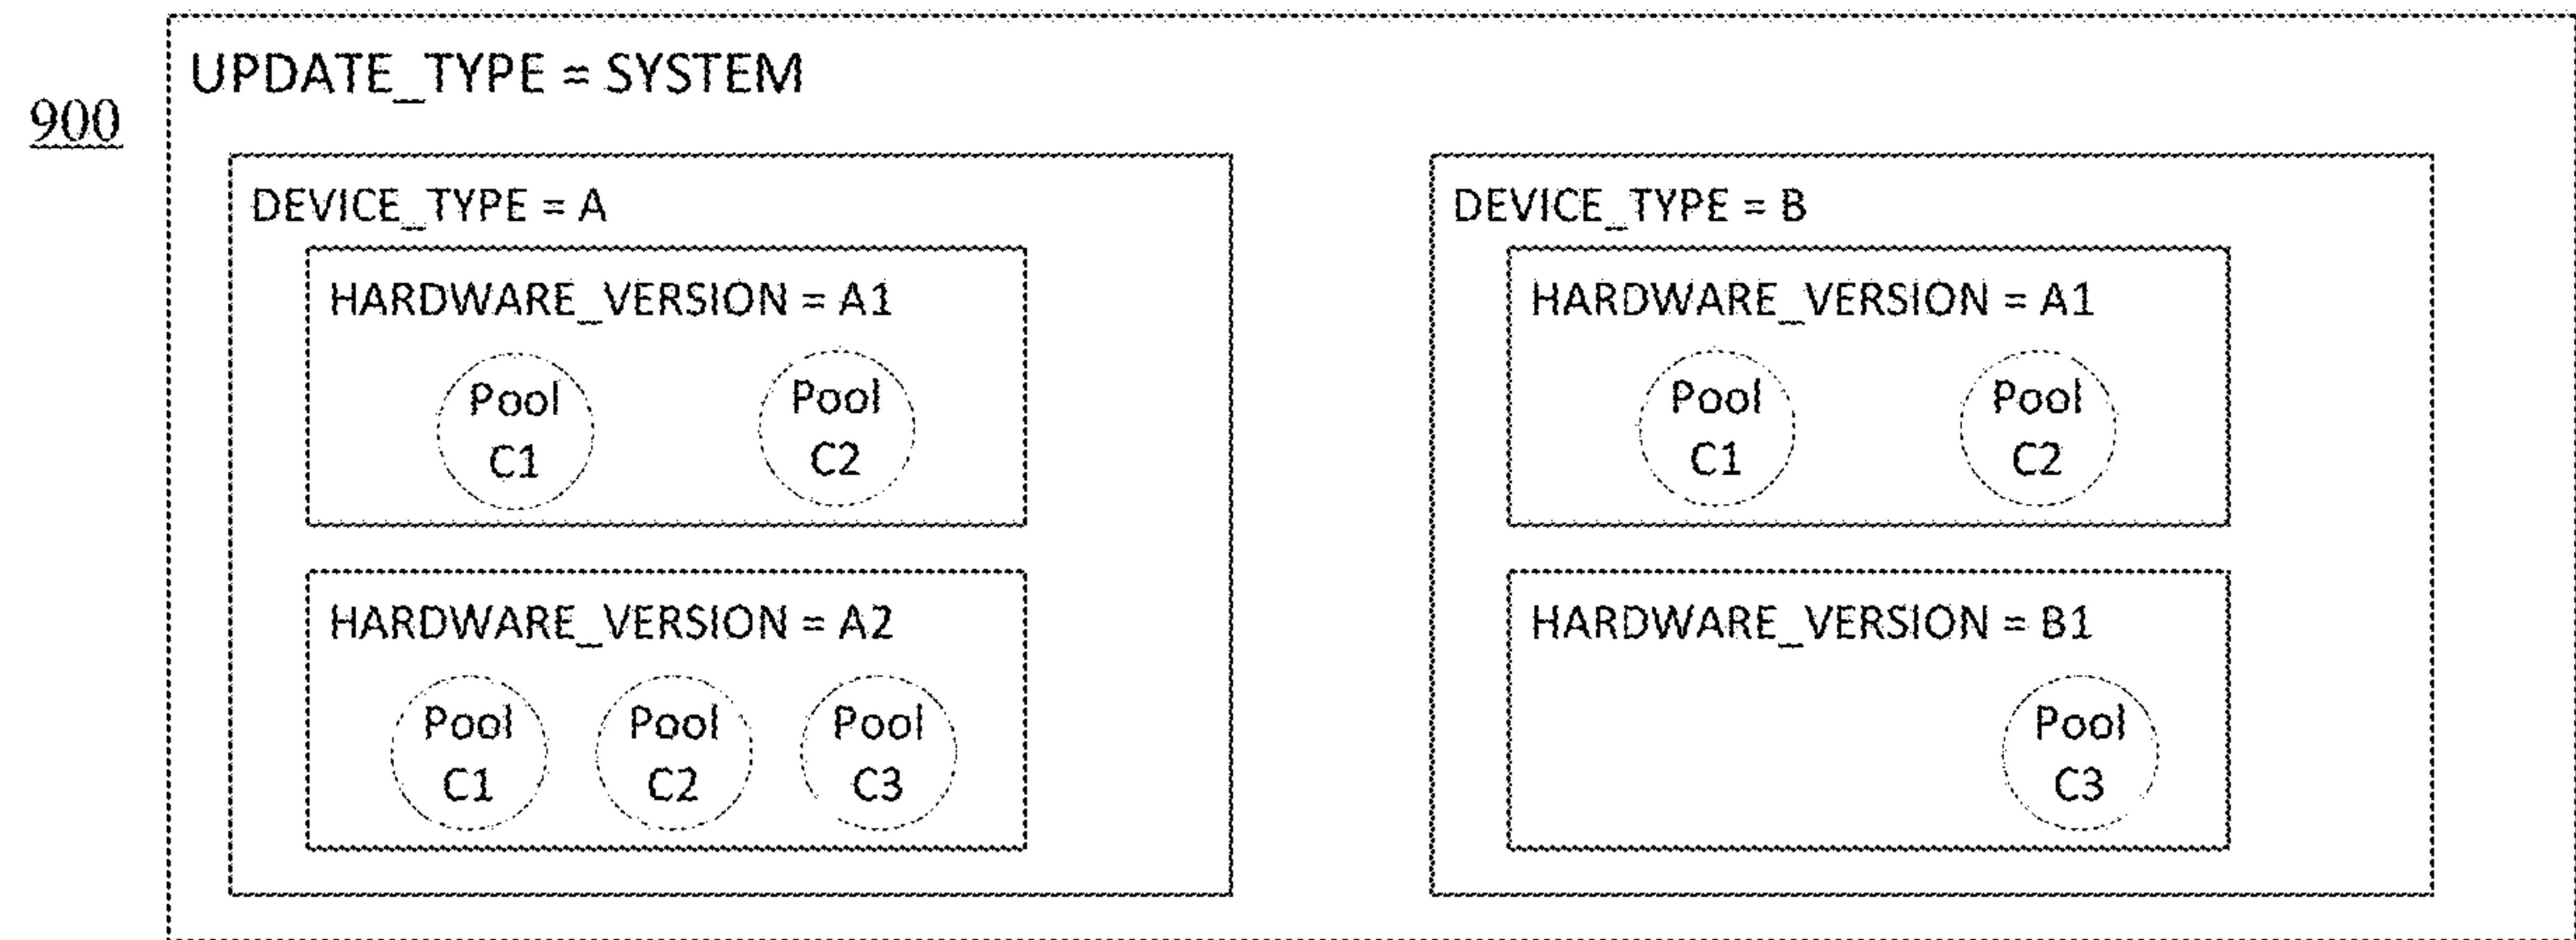 900
UPDATE_TYPE = SYSTEM
DEVICE_TYPE = A
HARDWARE_VERSION = A1
Pool
C1
Pool
C2
HARDWARE_VERSION = A2
Pool
C1
Pool
C2
Pool
C3
DEVICE_TYPE = B
HARDWARE_VERSION = A1
Pool
C1
Pool
C2
HARDWARE_VERSION = B1
Pool
C3